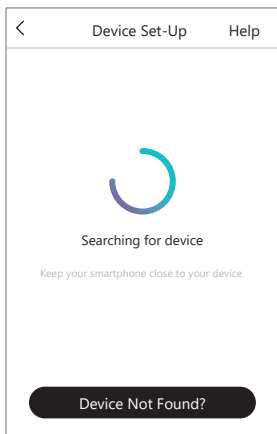 Device Set-Up Help
Searching for device
Keep your smartphone close to your device.
Device Not Found?